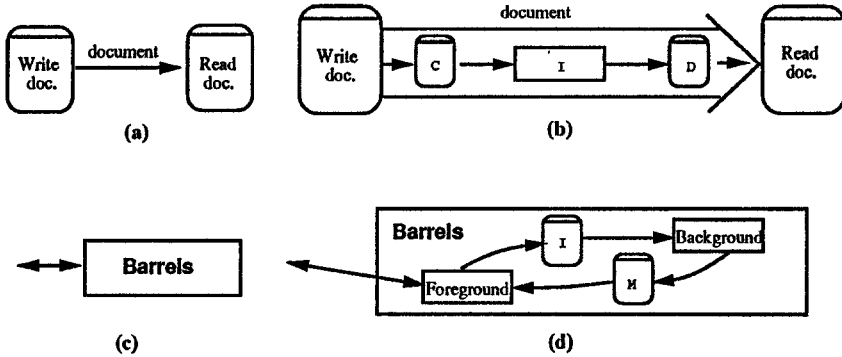 Write
doc.
document
Read
doc.
(a)
document
Write
doc.
C
I
D
Read
doc.
(b)
Barrels
(c)
Barrels
I
Background
Foreground
M
(d)